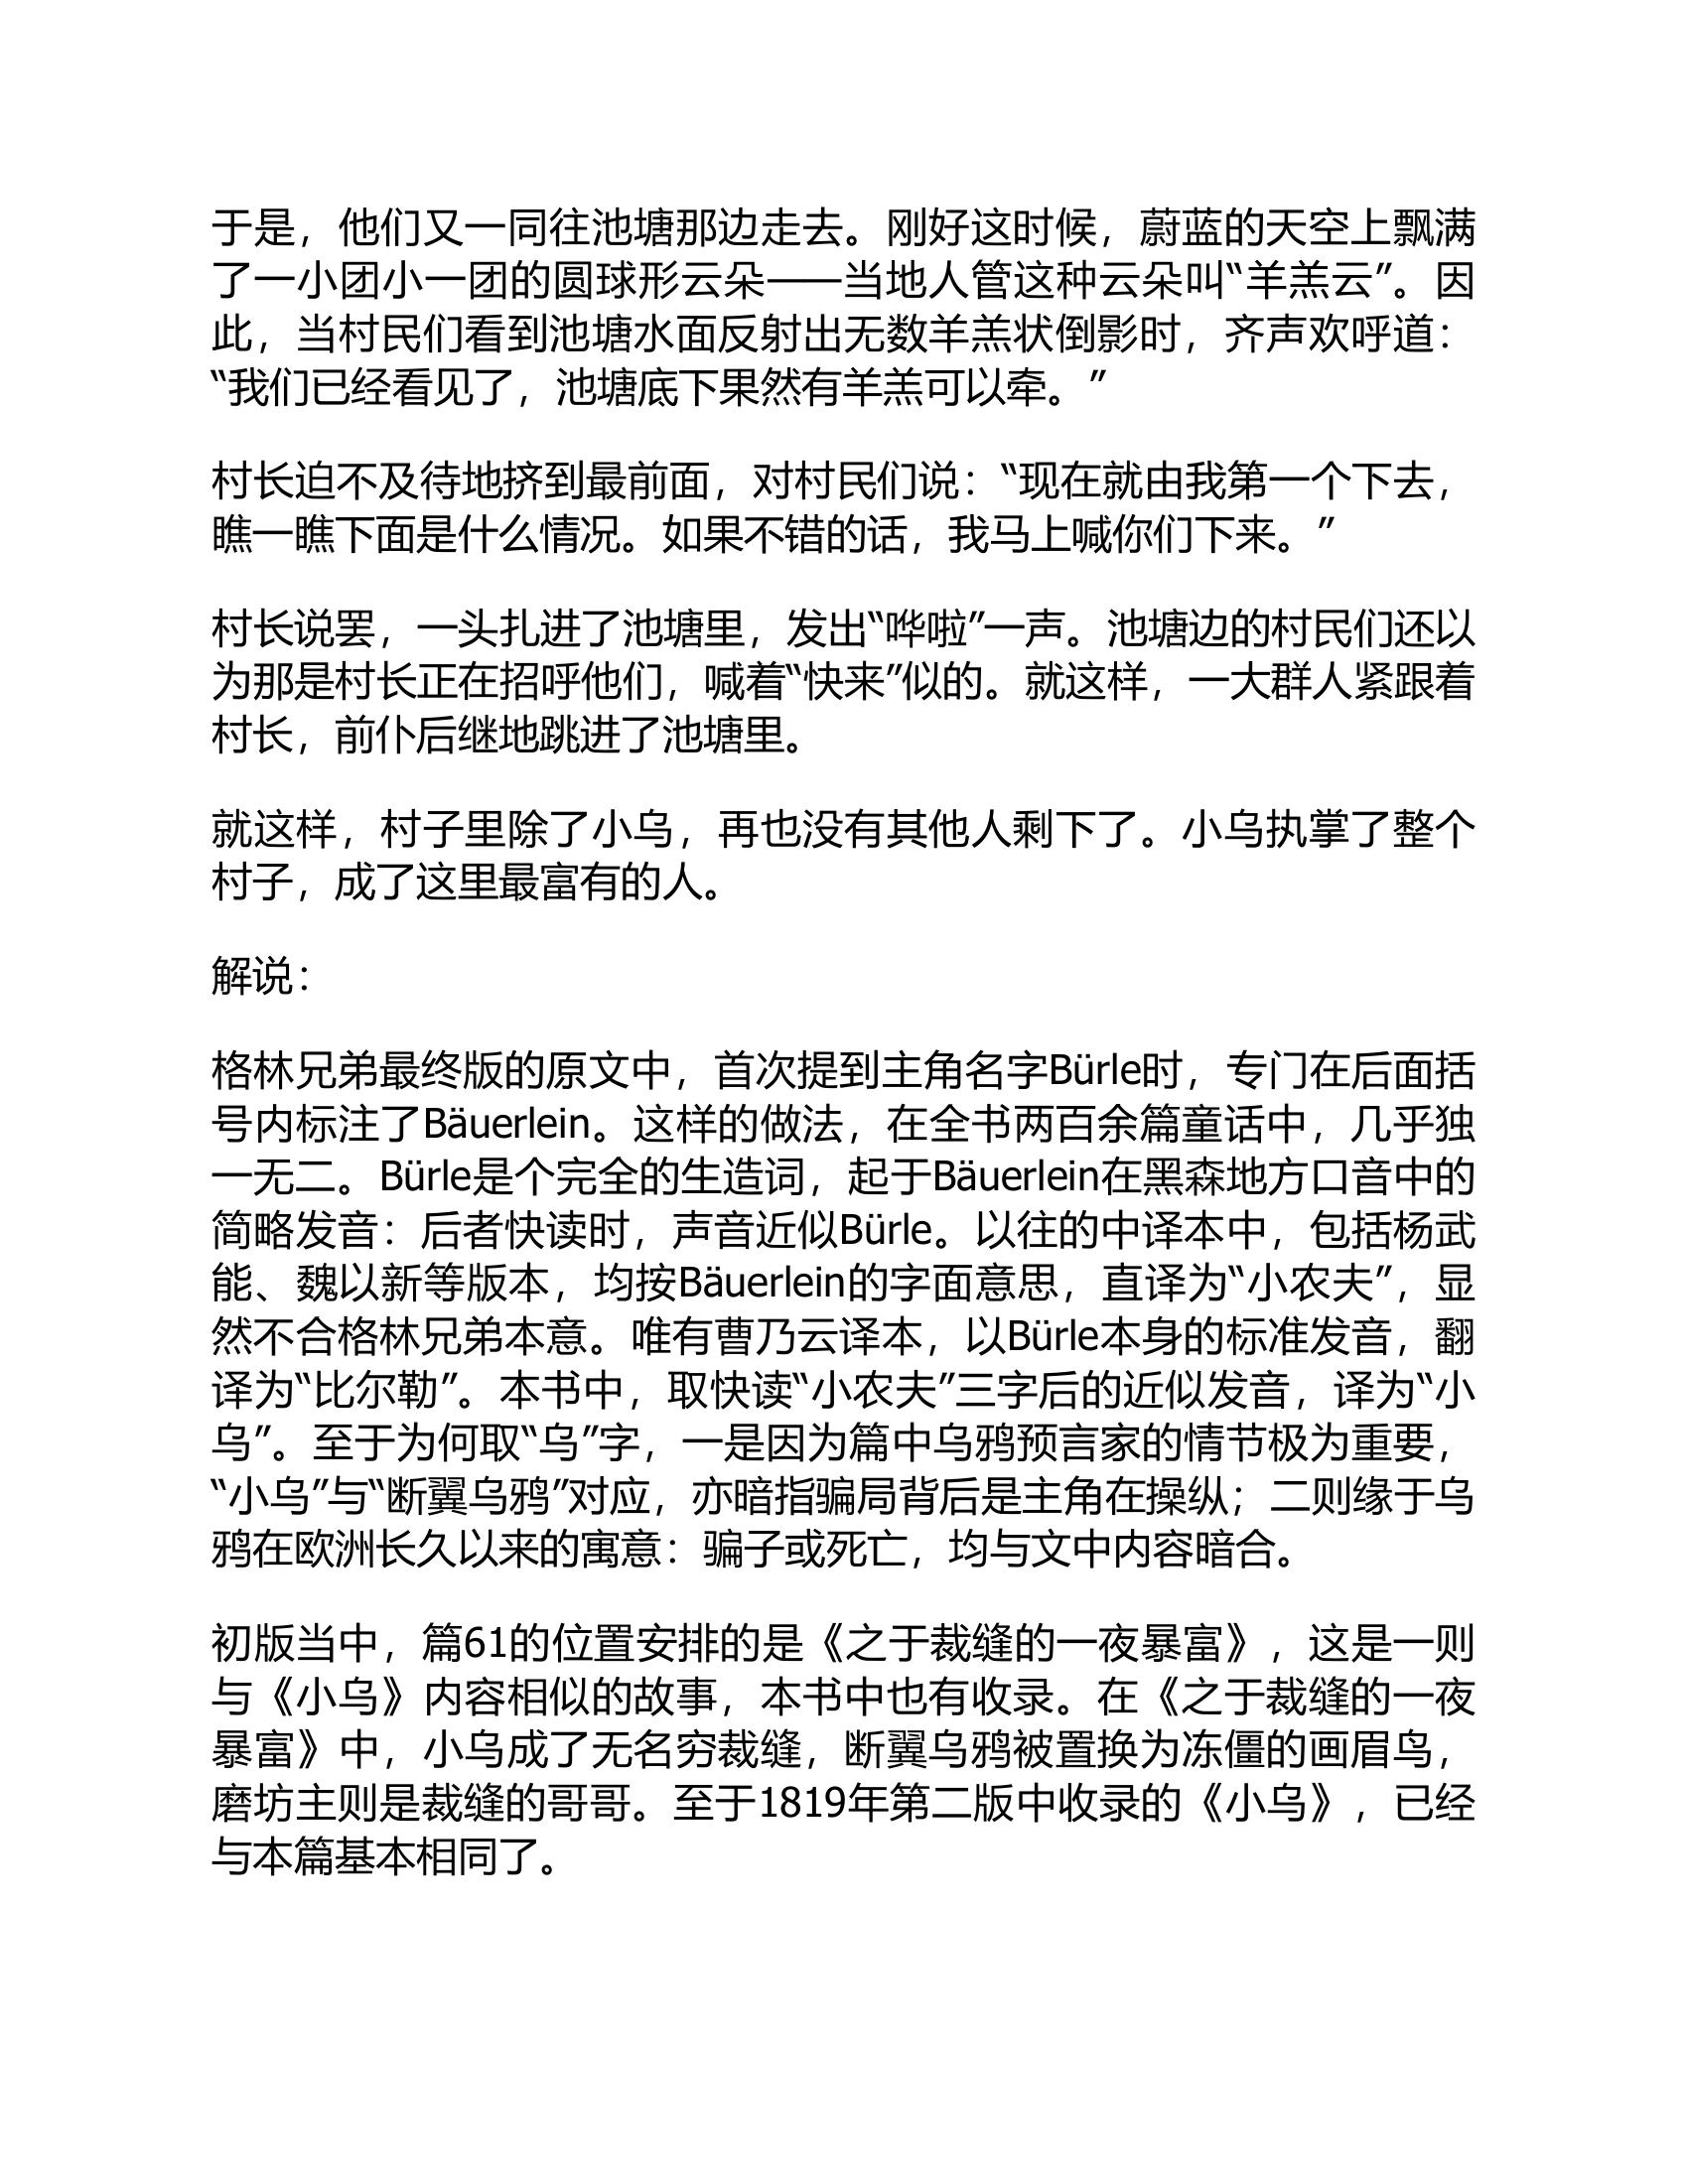 于是，他们又一同往池塘那边走去。刚好这时候，蔚蓝的天空上飘满
了一小团小一团的圆球形云朵——当地人管这种云朵叫“羊羔云”。因
此，当村民们看到池塘水面反射出无数羊羔状倒影时，齐声欢呼道：
“我们已经看见了，池塘底下果然有羊羔可以牵。”
村长迫不及待地挤到最前面，对村民们说：“现在就由我第一个下去，
瞧一瞧下面是什么情况。如果不错的话，我马上喊你们下来。”
村长说罢，一头扎进了池塘里，发出“哗啦”一声。池塘边的村民们还以
为那是村长正在招呼他们，喊着“快来”似的。就这样，一大群人紧跟着
村长，前仆后继地跳进了池塘里。
就这样，村子里除了小乌，再也没有其他人剩下了。小乌执掌了整个
村子，成了这里最富有的人。
解说：
格林兄弟最终版的原文中，首次提到主角名字Bürle时，专门在后面括
号内标注了Bäuerlein。这样的做法，在全书两百余篇童话中，几乎独
一无二。Bürle是个完全的生造词，起于Bäuerlein在黑森地方口音中的
简略发音：后者快读时，声音近似Bürle。以往的中译本中，包括杨武
能、魏以新等版本，均按Bäuerlein的字面意思，直译为“小农夫”，显
然不合格林兄弟本意。唯有曹乃云译本，以Bürle本身的标准发音，翻
译为“比尔勒”。本书中，取快读“小农夫”三字后的近似发音，译为“小
乌”。至于为何取“乌”字，一是因为篇中乌鸦预言家的情节极为重要，
“小乌”与“断翼乌鸦”对应，亦暗指骗局背后是主角在操纵；二则缘于乌
鸦在欧洲长久以来的寓意：骗子或死亡，均与文中内容暗合。
初版当中，篇61的位置安排的是《之于裁缝的一夜暴富》，这是一则
与《小乌》内容相似的故事，本书中也有收录。在《之于裁缝的一夜
暴富》中，小乌成了无名穷裁缝，断翼乌鸦被置换为冻僵的画眉鸟，
磨坊主则是裁缝的哥哥。至于1819年第二版中收录的《小乌》，已经
与本篇基本相同了。